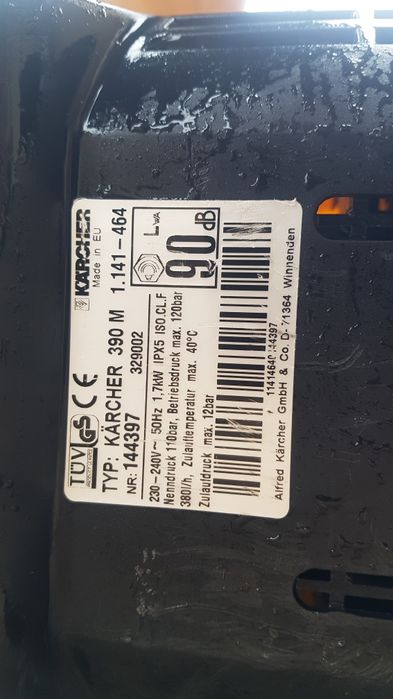 KÄRCHER
Made in EU
TÜV GS CE
TYP: KÄRCHER 390 M 1.141-464
NR: 144397 329002
LWA
90 dB
230-240V~ 50Hz 1,7kW IPX5 ISO.CL.F
Nenndruck 110bar, Betriebsdruck max. 120bar
380l/h, Zulauftemperatur max. 40°C
Zulaufdruck max. 12bar
Alfred Kärcher GmbH & Co. D-71364 Winnenden